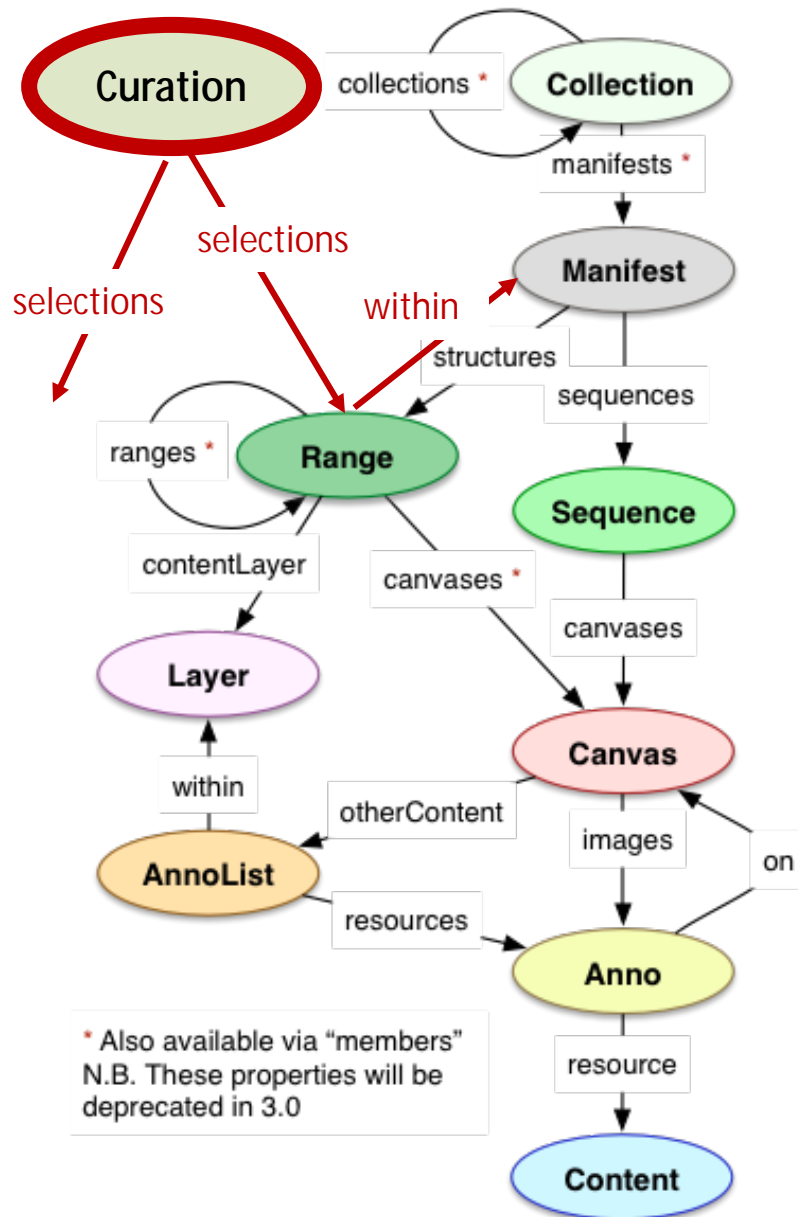 Curation
collections *
Collection
manifests *
selections
Manifest
selections
within
structures
sequences
ranges *
Range
Sequence
contentLayer
canvases *
canvases
Layer
Canvas
within
otherContent
images
on
AnnoList
resources
Anno
* Also available via “members”
N.B. These properties will be
deprecated in 3.0
resource
Content